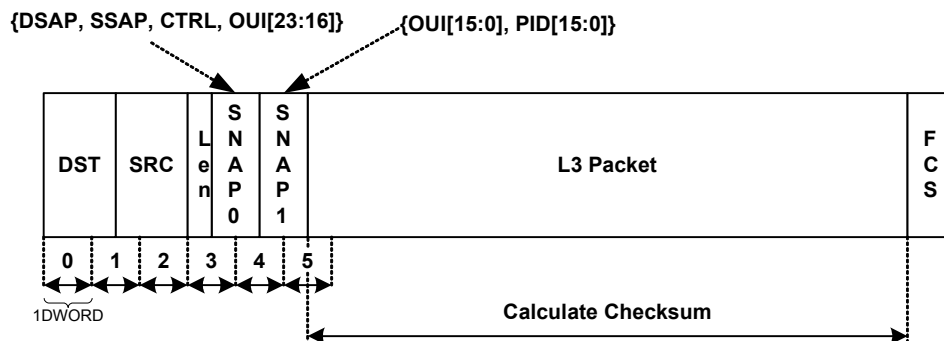 {DSAP, SSAP, CTRL, OUI[23:16]}
{OUI[15:0], PID[15:0]}
DST
SRC
L
e
n
S
N
A
P
0
S
N
A
P
1
L3 Packet
F
C
S
0 1 2 3 4 5
1DWORD
Calculate Checksum